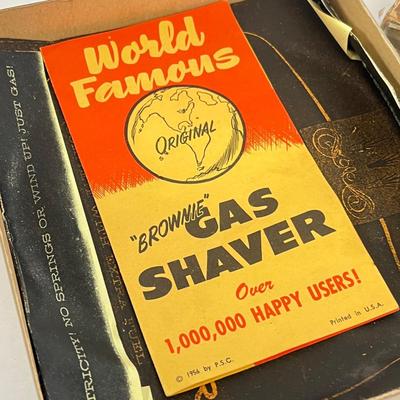 World
Famous
ORIGINAL
"BROWNIE" GAS
SHAVER
Over
1,000,000 HAPPY USERS!
© 1956 by P.S.G.
Printed in U.S.A.
TRICITY! NO SPRINGS OR WIND UP! JUST GAS!